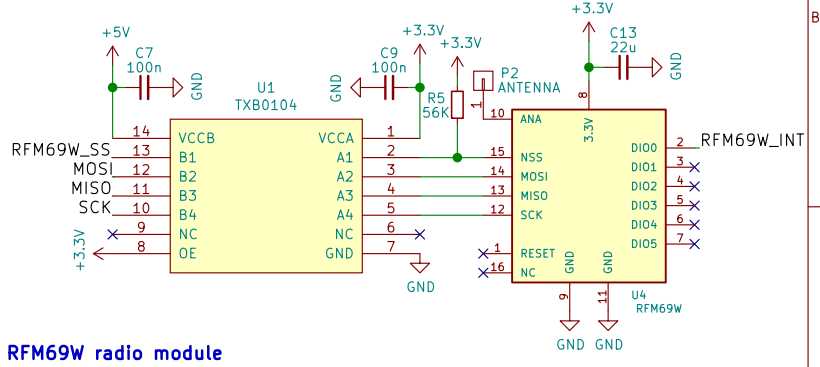 +5V
C7
100n
GND
U1
TXB0104
GND
C9
100n
+3.3V
+3.3V
R5
56K
P2
ANTENNA
1
+3.3V
C13
22u
GND
B
14 VCCB VCCA 1
RFM69W_SS 13 B1 A1 2
MOSI 12 B2 A2 3
MISO 11 B3 A3 4
SCK 10 B4 A4 5
9 NC NC 6
+3.3V 8 OE GND 7
GND
8
3.3V
10 ANA
15 NSS
14 MOSI
13 MISO
12 SCK
1 RESET
16 NC
DIO0 2 RFM69W_INT
DIO1 3
DIO2 4
DIO3 5
DIO4 6
DIO5 7
GND GND
9 11
U4
RFM69W
GND GND
RFM69W radio module